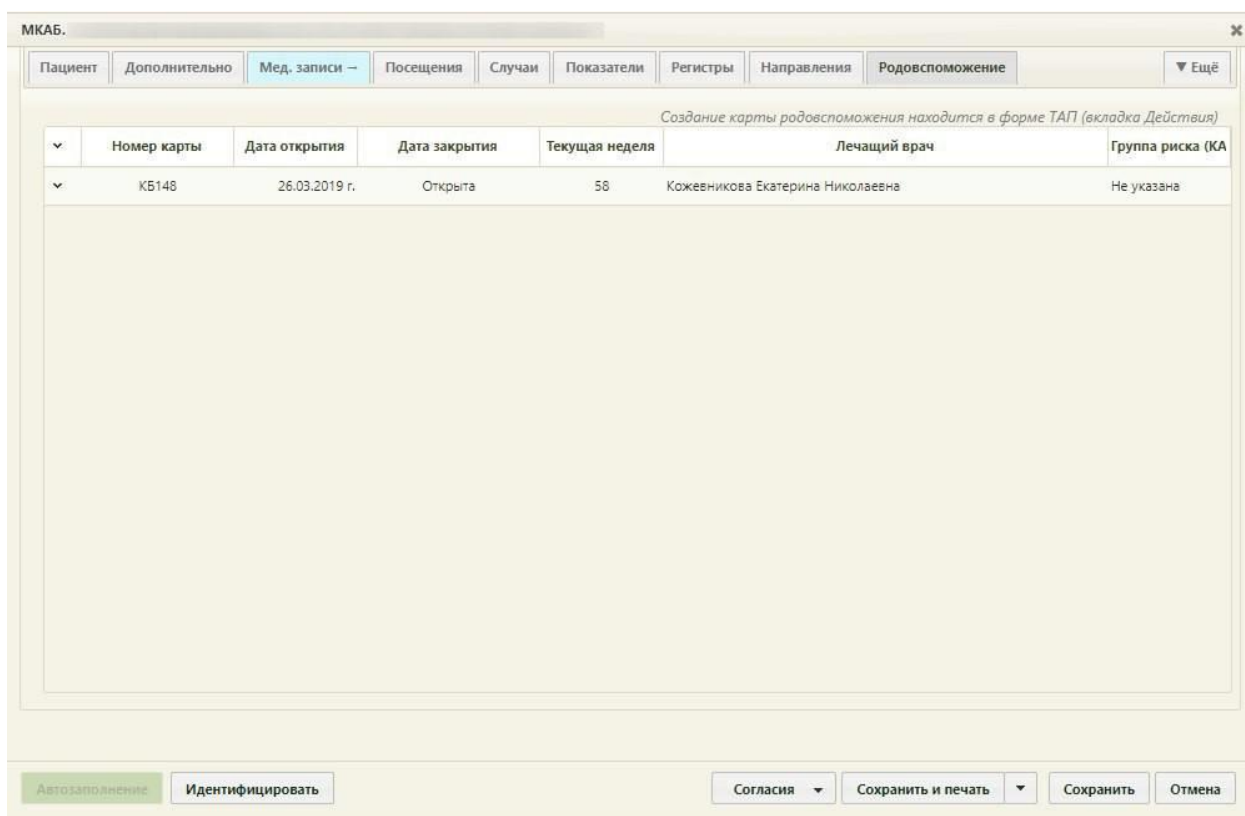 МКАБ.
Пациент Дополнительно Мед. записи – Посещения Случаи Показатели Регистры Направления Родовспоможение ▼ Ещё
Создание карты родовспоможения находится в форме ТАП (вкладка Действия)
Номер карты Дата открытия Дата закрытия Текущая неделя Лечащий врач Группа риска (КА
КБ148 26.03.2019 г. Открыта 58 Кожевникова Екатерина Николаевна Не указана
Автозаполнение Идентифицировать Согласия Сохранить и печать Сохранить Отмена